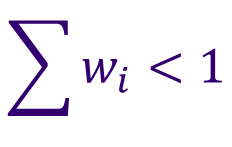 ∑ wᵢ < 1